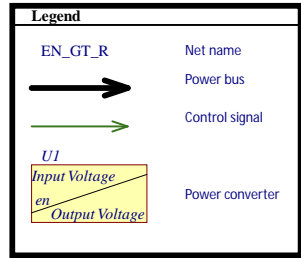 Legend
EN_GT_R Net name
Power bus
Control signal
U1
Input Voltage
en
Output Voltage
Power converter